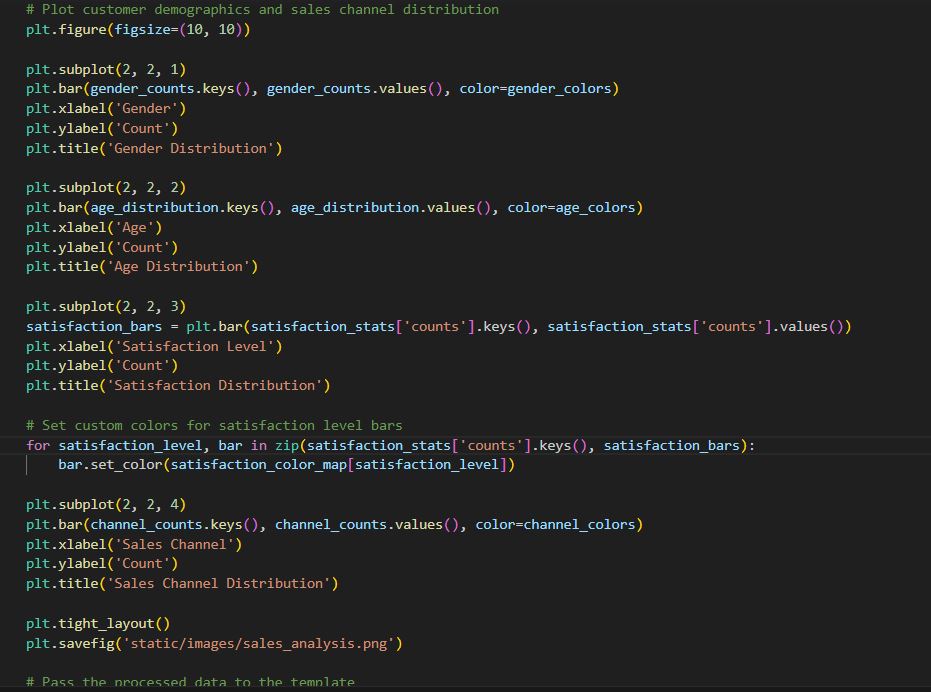 # Plot customer demographics and sales channel distribution
plt.figure(figsize=(10, 10))
plt.subplot(2, 2, 1)
plt.bar(gender_counts.keys(), gender_counts.values(), color=gender_colors)
plt.xlabel('Gender')
plt.ylabel('Count')
plt.title('Gender Distribution')
plt.subplot(2, 2, 2)
plt.bar(age_distribution.keys(), age_distribution.values(), color=age_colors)
plt.xlabel('Age')
plt.ylabel('Count')
plt.title('Age Distribution')
plt.subplot(2, 2, 3)
satisfaction_bars = plt.bar(satisfaction_stats['counts'].keys(), satisfaction_stats['counts'].values())
plt.xlabel('Satisfaction Level')
plt.ylabel('Count')
plt.title('Satisfaction Distribution')
# Set custom colors for satisfaction level bars
for satisfaction_level, bar in zip(satisfaction_stats['counts'].keys(), satisfaction_bars):
    bar.set_color(satisfaction_color_map[satisfaction_level])
plt.subplot(2, 2, 4)
plt.bar(channel_counts.keys(), channel_counts.values(), color=channel_colors)
plt.xlabel('Sales Channel')
plt.ylabel('Count')
plt.title('Sales Channel Distribution')
plt.tight_layout()
plt.savefig('static/images/sales_analysis.png')
# Pass the processed data to the template